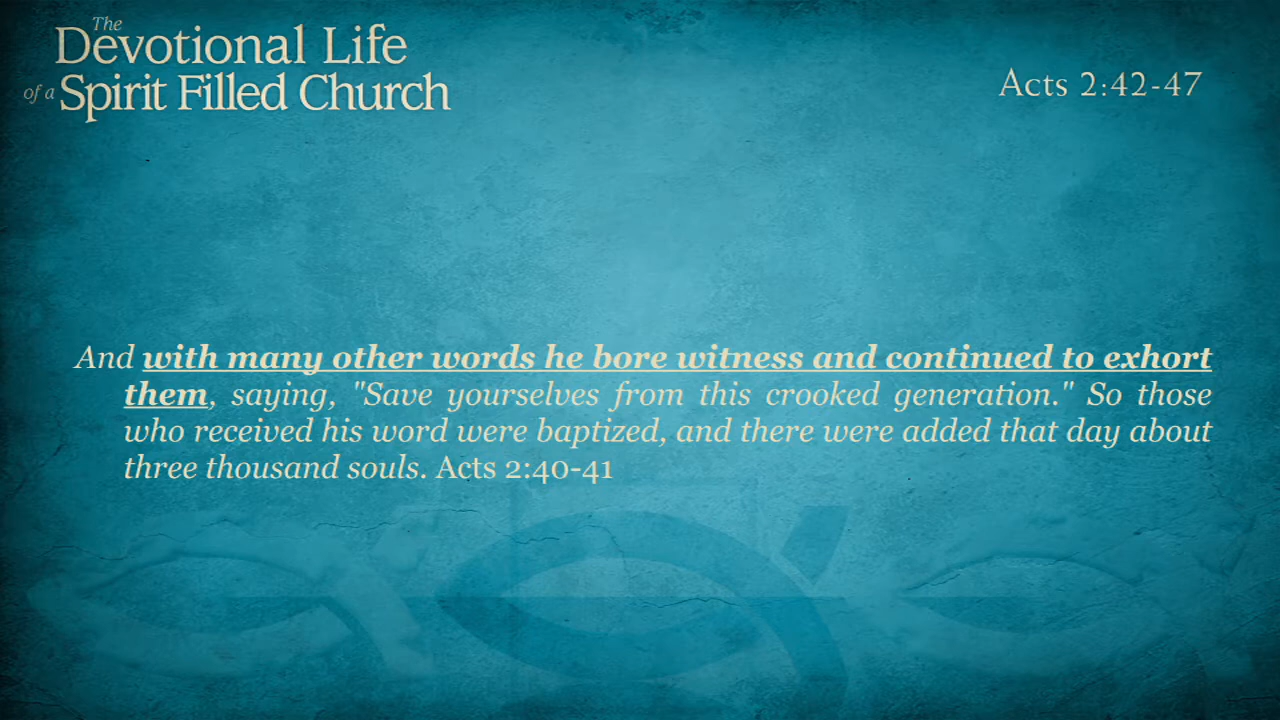 The
Devotional Life
of a Spirit Filled Church
Acts 2:42-47
And with many other words he bore witness and continued to exhort
them, saying, "Save yourselves from this crooked generation." So those
who received his word were baptized, and there were added that day about
three thousand souls. Acts 2:40-41